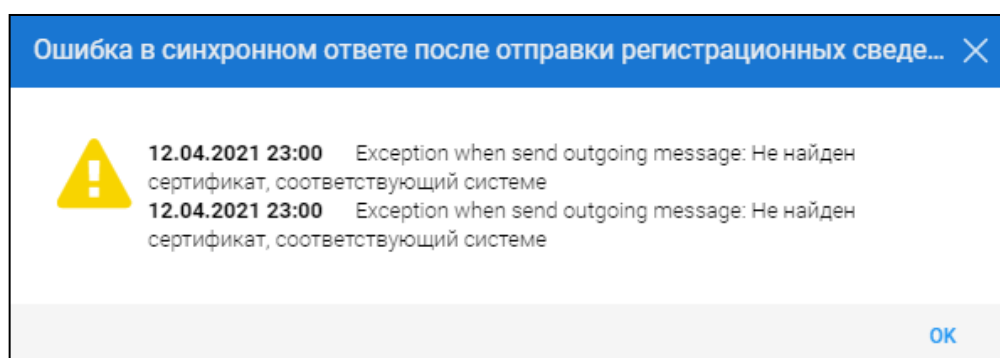 Ошибка в синхронном ответе после отправки регистрационных сведе...
12.04.2021 23:00 Exception when send outgoing message: Не найден
сертификат, соответствующий системе
12.04.2021 23:00 Exception when send outgoing message: Не найден
сертификат, соответствующий системе
OK